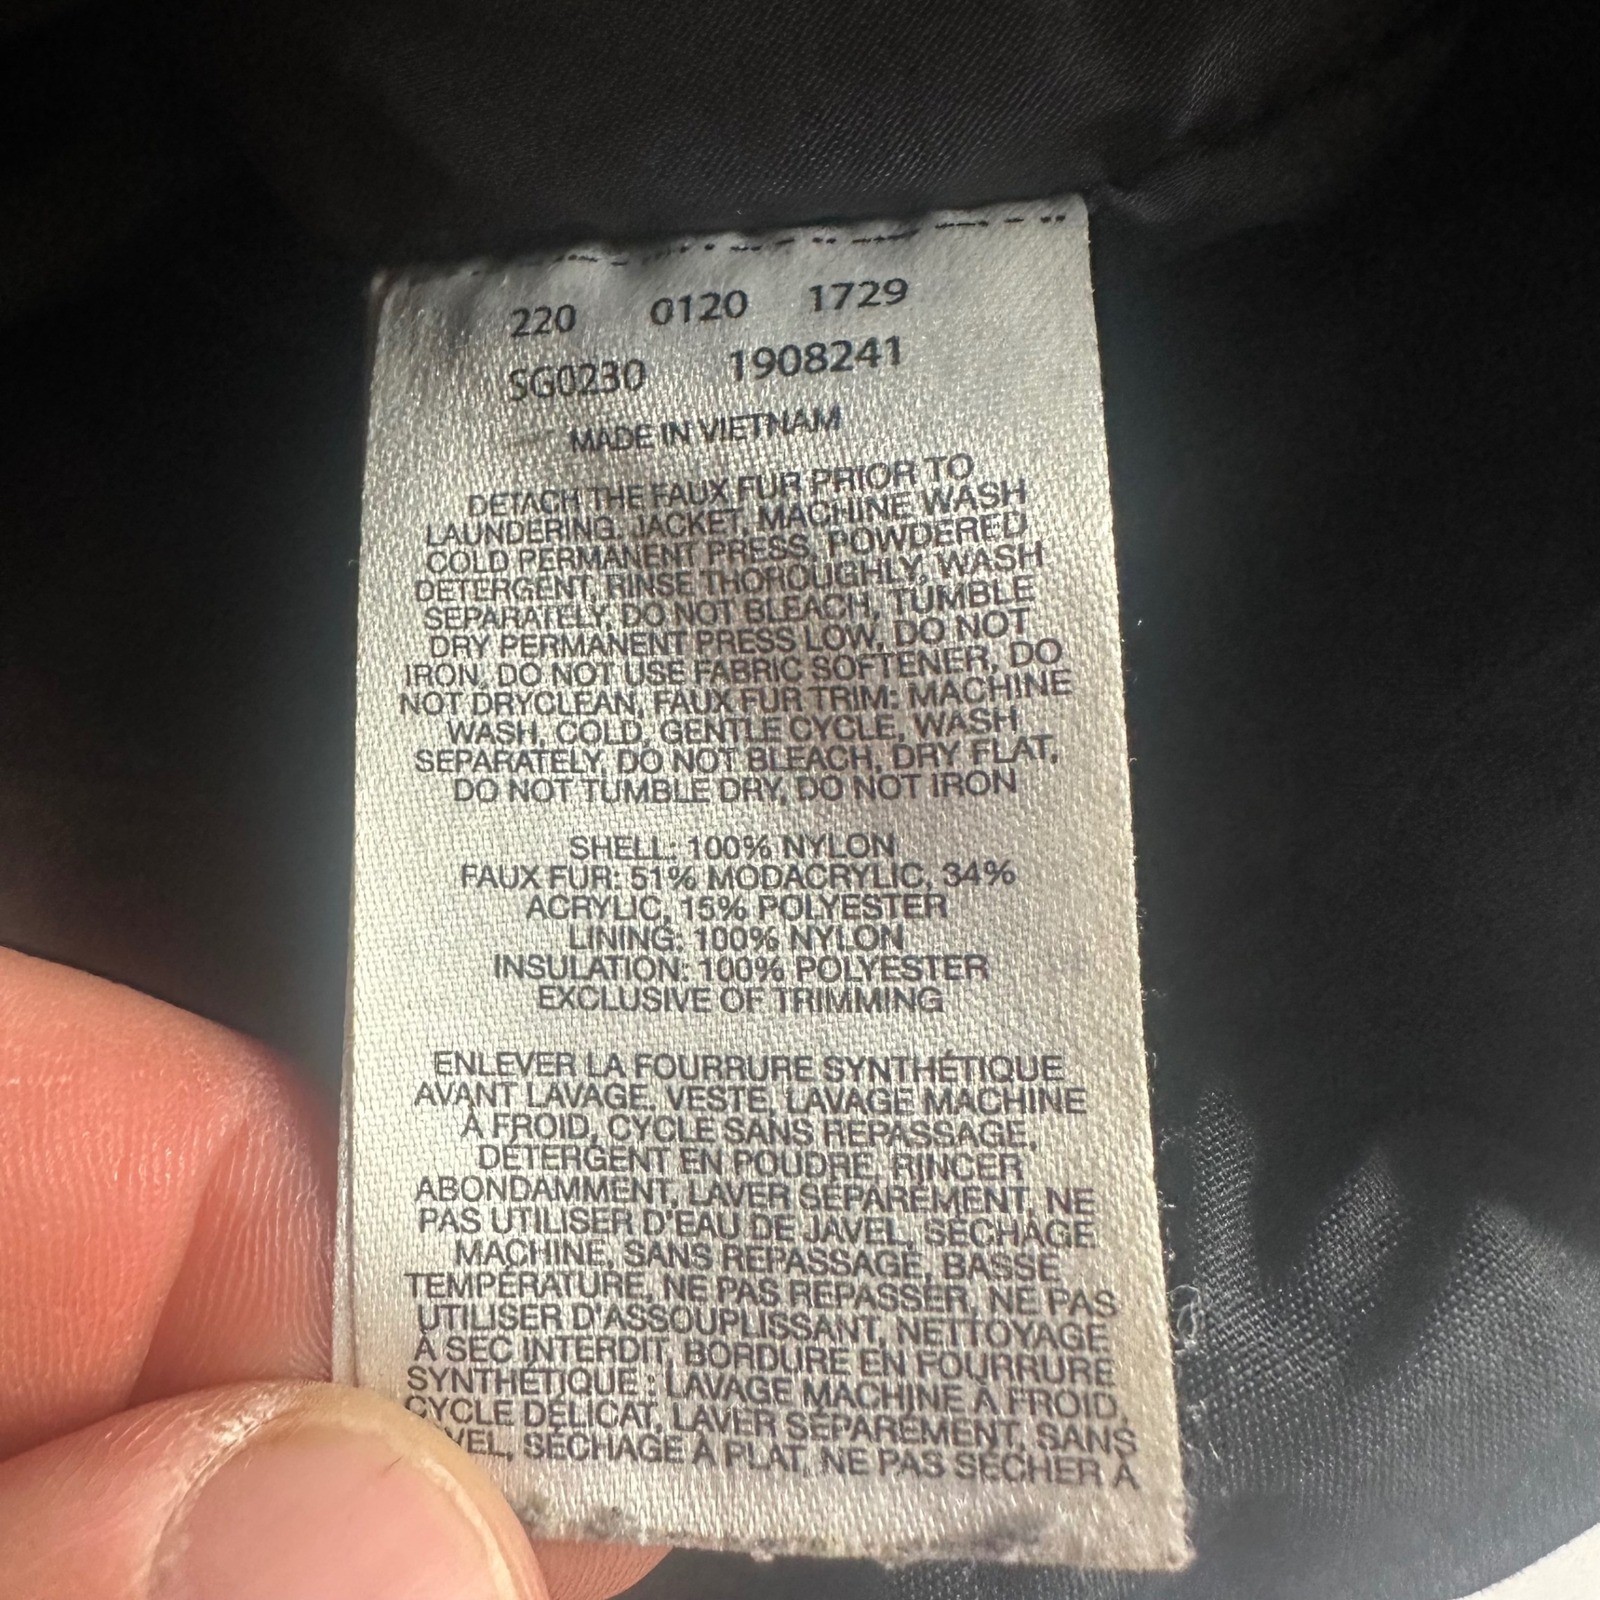 220 0120 1729
SG0230 1908241
MADE IN VIETNAM
DETACH THE FAUX FUR PRIOR TO
LAUNDERING. JACKET, MACHINE WASH
COLD PERMANENT PRESS, POWDERED
DETERGENT, RINSE THOROUGHLY, WASH
SEPARATELY, DO NOT BLEACH, TUMBLE
DRY PERMANENT PRESS LOW, DO NOT
IRON, DO NOT USE FABRIC SOFTENER, DO
NOT DRYCLEAN, FAUX FUR TRIM: MACHINE
WASH, COLD, GENTLE CYCLE, WASH
SEPARATELY, DO NOT BLEACH, DRY FLAT,
DO NOT TUMBLE DRY, DO NOT IRON
SHELL: 100% NYLON
FAUX FUR: 51% MODACRYLIC, 34%
ACRYLIC, 15% POLYESTER
LINING: 100% NYLON
INSULATION: 100% POLYESTER
EXCLUSIVE OF TRIMMING
ENLEVER LA FOURRURE SYNTHÉTIQUE
AVANT LAVAGE. VESTE, LAVAGE MACHINE
À FROID, CYCLE SANS REPASSAGE,
DÉTERGENT EN POUDRE, RINCER
ABONDAMMENT, LAVER SÉPARÉMENT, NE
PAS UTILISER D'EAU DE JAVEL, SÉCHAGE
MACHINE, SANS REPASSAGE, BASSE
TEMPÉRATURE, NE PAS REPASSER, NE PAS
UTILISER D'ASSOUPLISSANT, NETTOYAGE
À SEC INTERDIT, BORDURE EN FOURRURE
SYNTHÉTIQUE : LAVAGE MACHINE À FROID,
CYCLE DÉLICAT, LAVER SÉPARÉMENT, SANS
VEL, SÉCHAGE À PLAT, NE PAS SÉCHER À